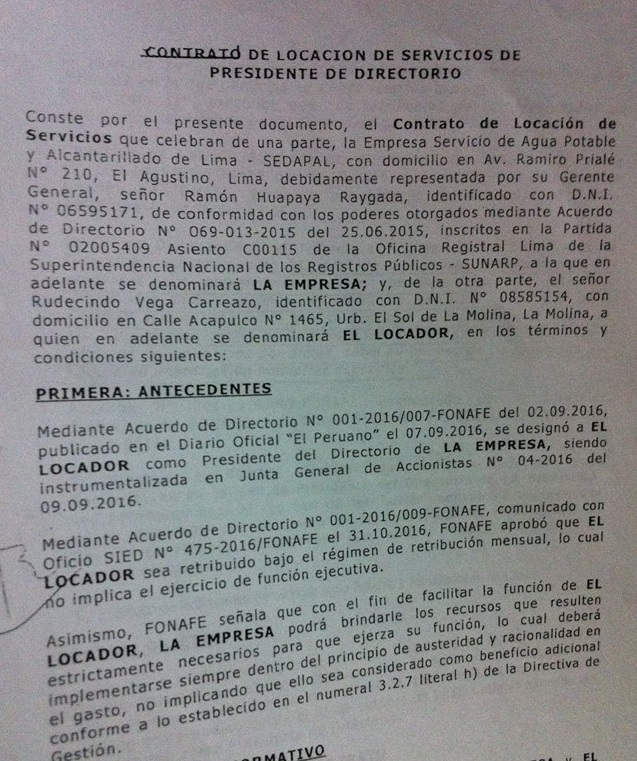 CONTRATO DE LOCACION DE SERVICIOS DE
PRESIDENTE DE DIRECTORIO
Conste por el presente documento, el Contrato de Locación de
Servicios que celebran de una parte, la Empresa Servicio de Agua Potable
y Alcantarillado de Lima - SEDAPAL, con domicilio en Av. Ramiro Prialé
N° 210, El Agustino, Lima, debidamente representada por su Gerente
General, señor Ramón Huapaya Raygada, identificado con D.N.I.
N° 06595171, de conformidad con los poderes otorgados mediante Acuerdo
de Directorio N° 069-013-2015 del 25.06.2015, inscritos en la Partida
N° 02005409 Asiento C00115 de la Oficina Registral Lima de la
Superintendencia Nacional de los Registros Públicos - SUNARP, a la que en
adelante se denominará LA EMPRESA; y, de la otra parte, el señor
Rudecindo Vega Carreazo, identificado con D.N.I. N° 08585154, con
domicilio en Calle Acapulco N° 1465, Urb. El Sol de La Molina, La Molina, a
quien en adelante se denominará EL LOCADOR, en los términos y
condiciones siguientes:
PRIMERA: ANTECEDENTES
Mediante Acuerdo de Directorio N° 001-2016/007-FONAFE del 02.09.2016,
publicado en el Diario Oficial "El Peruano" el 07.09.2016, se designó a EL
LOCADOR como Presidente del Directorio de LA EMPRESA, siendo
instrumentalizada en Junta General de Accionistas N° 04-2016 del
09.09.2016.
Mediante Acuerdo de Directorio N° 001-2016/009-FONAFE, comunicado con
Oficio SIED N° 475-2016/FONAFE el 31.10.2016, FONAFE aprobó que EL
LOCADOR sea retribuido bajo el régimen de retribución mensual, lo cual
no implica el ejercicio de función ejecutiva.
Asimismo, FONAFE señala que con el fin de facilitar la función de EL
LOCADOR, LA EMPRESA podrá brindarle los recursos que resulten
estrictamente necesarios para que ejerza su función, lo cual deberá
implementarse siempre dentro del principio de austeridad y racionalidad en
el gasto, no implicando que ello sea considerado como beneficio adicional
conforme a lo establecido en el numeral 3.2.7 literal h) de la Directiva de
Gestión.